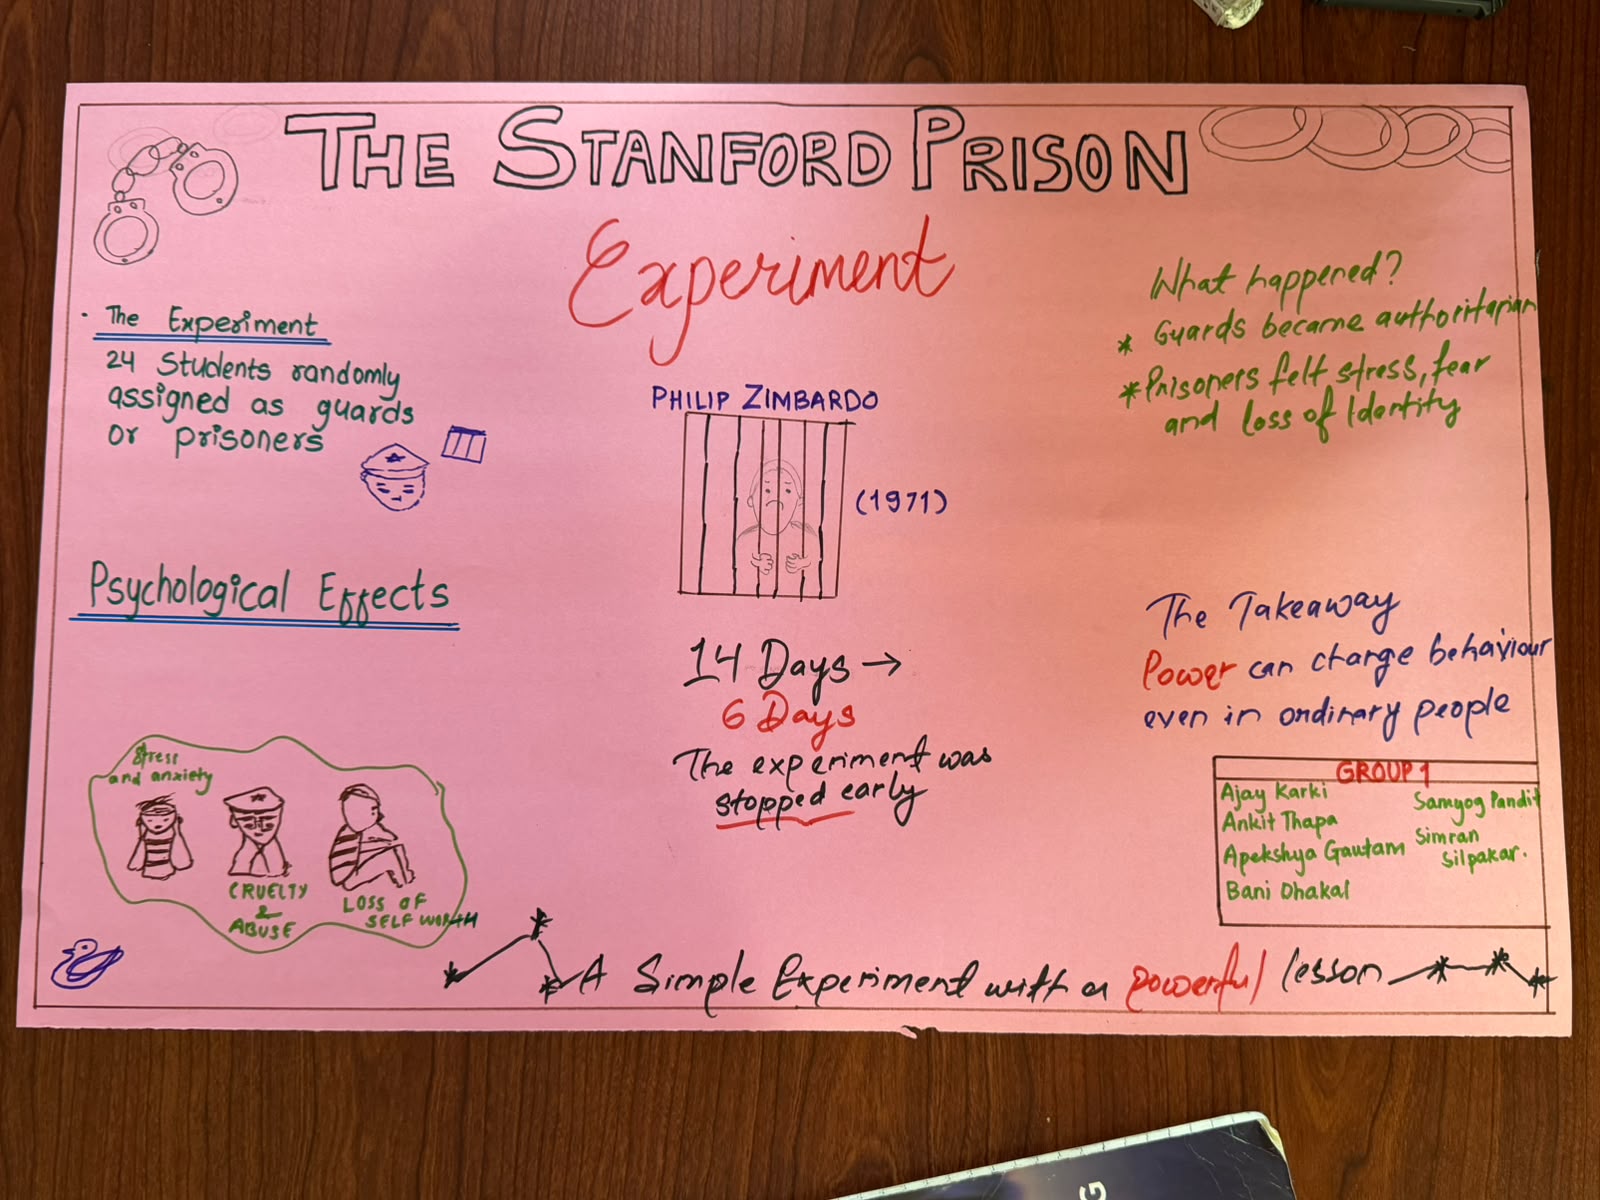 THE STANFORD PRISON
Experiment
· The Experiment
24 Students randomly
assigned as guards
or prisoners
PHILIP ZIMBARDO
(1971)
What happened?
* Guards became authoritarian
* Prisoners felt stress, fear
and loss of Identity
Psychological Effects
Stress
and anxiety
CRUELTY
&
ABUSE
LOSS OF
SELF WORTH
14 Days →
6 Days
The experiment was
stopped early
The Takeaway
Power can change behaviour
even in ordinary people
GROUP 1
Ajay Karki
Ankit Thapa
Apekshya Gautam
Bani Dhakal
Samyog Pandit
Simran
Silpakar.
A Simple Experiment with a powerful lesson
G